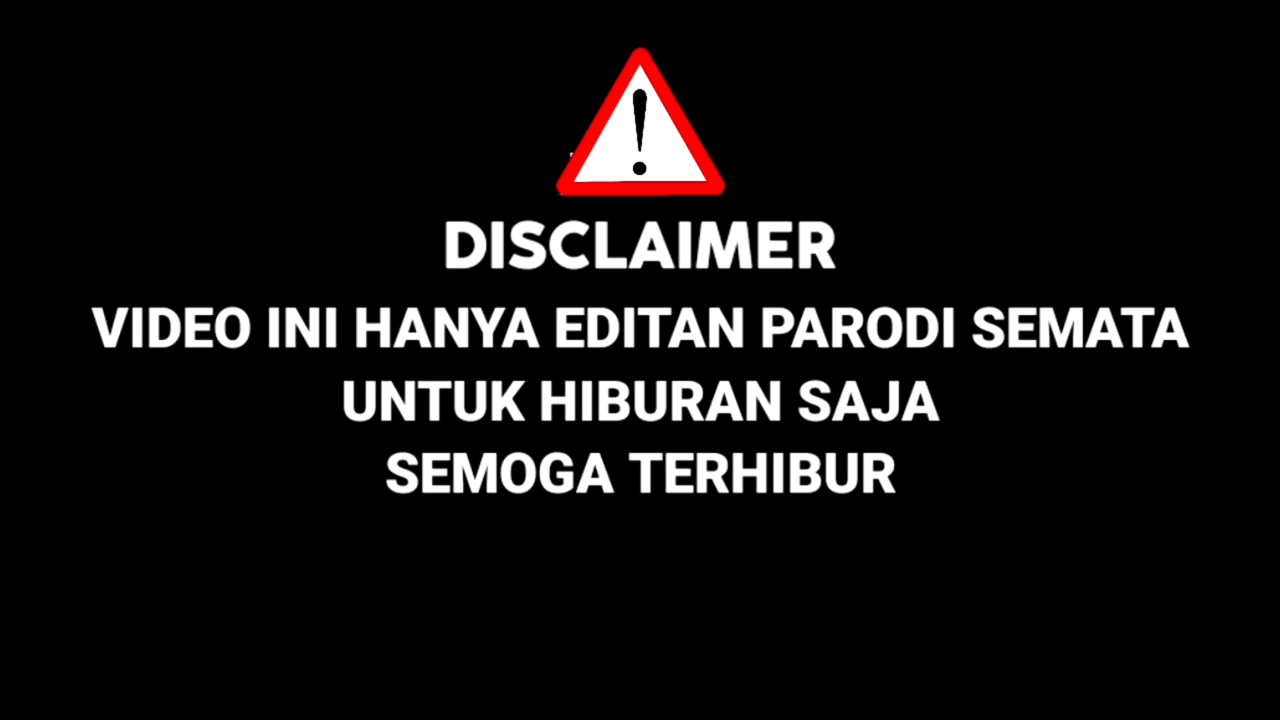 DISCLAIMER
VIDEO INI HANYA EDITAN PARODI SEMATA
UNTUK HIBURAN SAJA
SEMOGA TERHIBUR